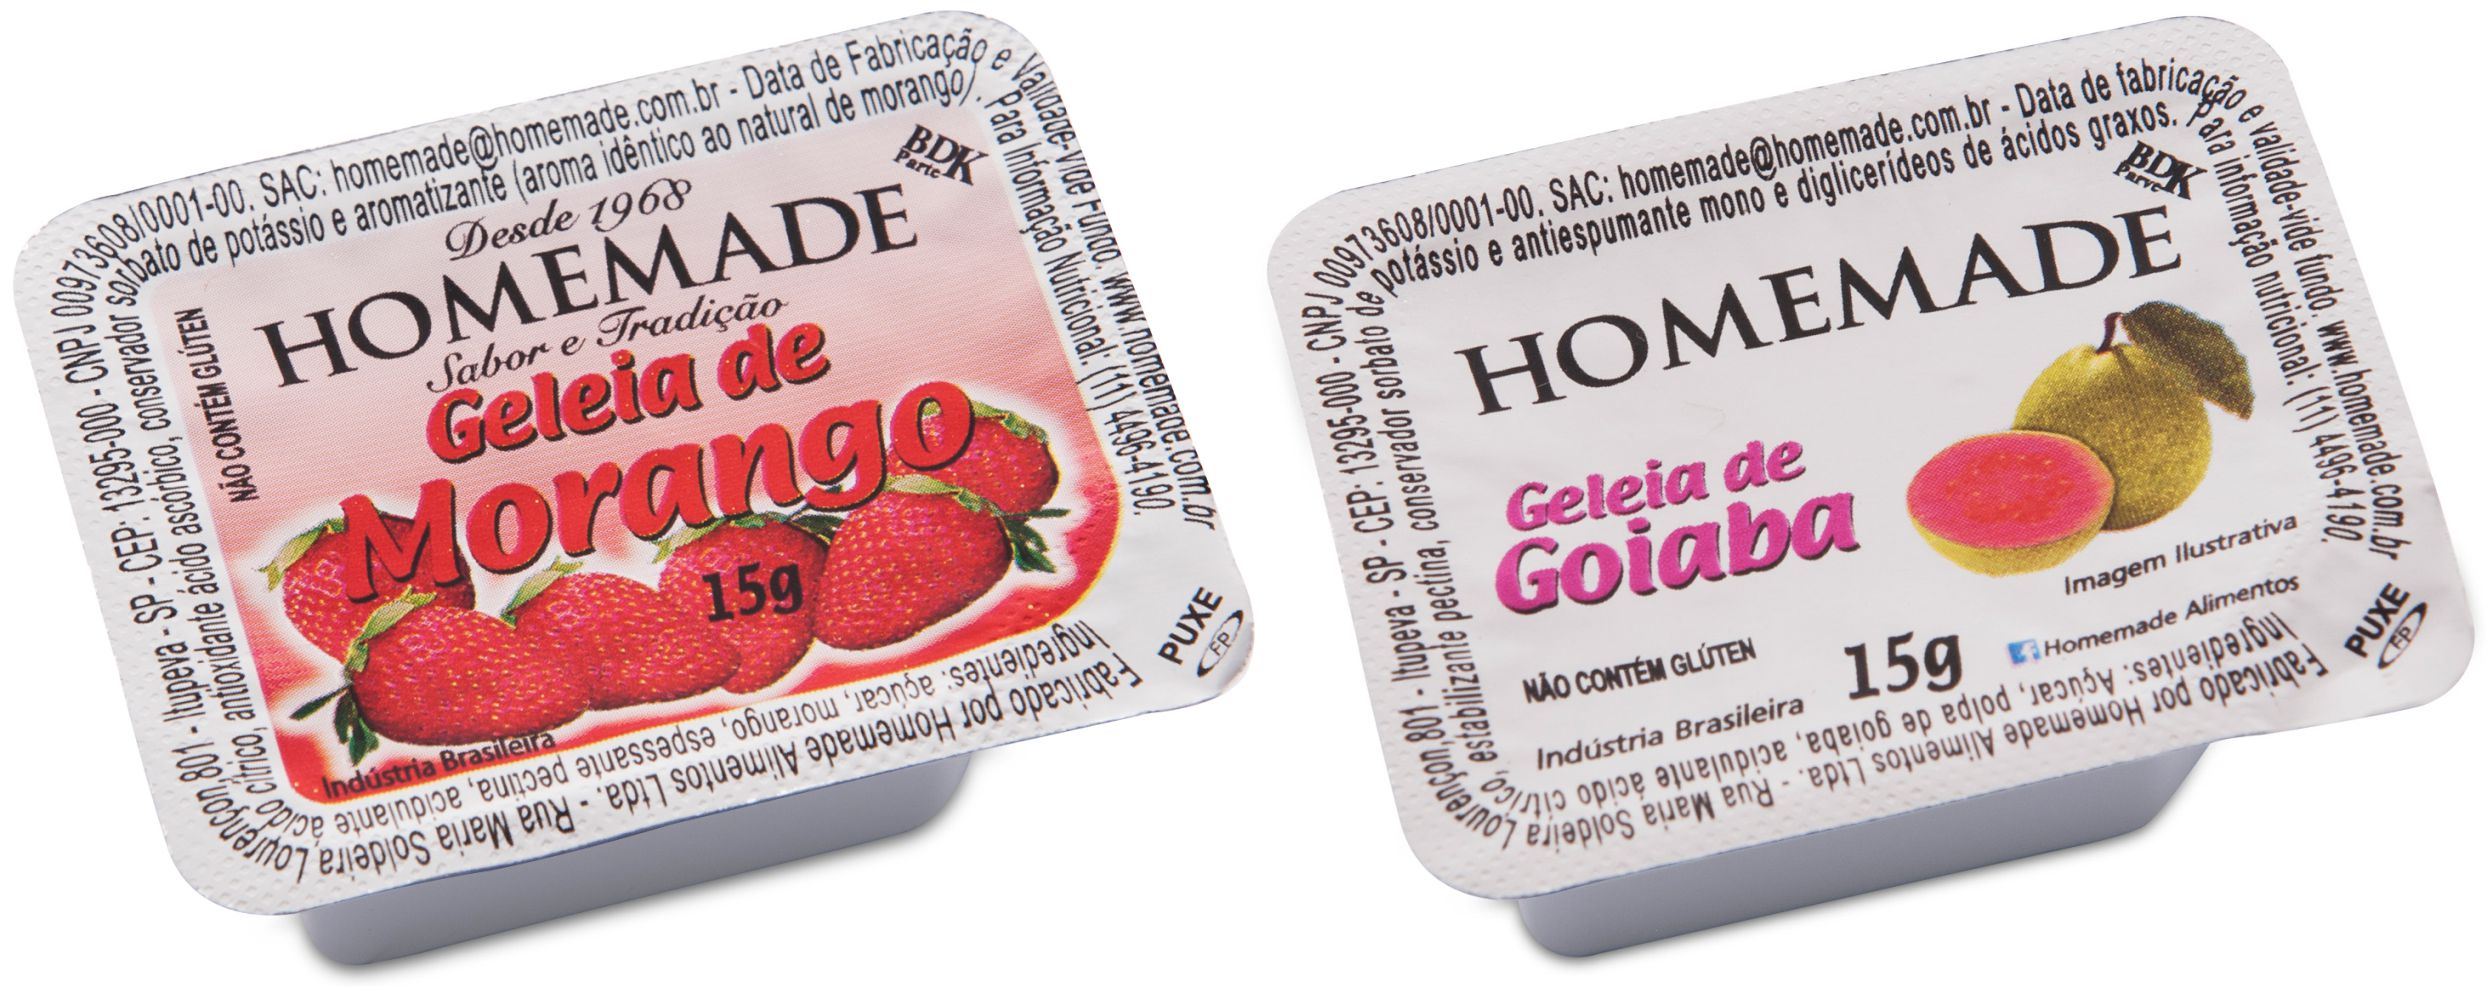 Fabricado por Homemade Alimentos Ltda. - Rua Maria Soldeira Lourençon,801 - Itupeva - SP - CEP: 13295-000 - CNPJ 00973608/0001-00. SAC: homemade@homemade.com.br - Data de Fabricação e Validade-Vide Fundo. www.homemade.com.br
Ingredientes: açúcar, morango, espessante pectina, acidulante ácido cítrico, antioxidante ácido ascórbico, conservador sorbato de potássio e aromatizante (aroma idêntico ao natural de morango). Para Informação Nutricional: (11) 4496-4190.
BDK
Desde 1968
HOMEMADE
Sabor e Tradição
Geleia de
Morango
15g
NÃO CONTÉM GLÚTEN
Indústria Brasileira
PUXE
FP
Fabricado por Homemade Alimentos Ltda. - Rua Maria Soldeira Lourençon,801 - Itupeva - SP - CEP: 13295-000 - CNPJ 00973608/0001-00. SAC: homemade@homemade.com.br - Data de fabricação e validade-vide fundo. www.homemade.com.br
Ingredientes: Açúcar, polpa de goiaba, acidulante ácido cítrico, estabilizante pectina, conservador sorbato de potássio e antiespumante mono e diglicerídeos de ácidos graxos. Para informação nutricional: (11) 4496-4190.
BDK
HOMEMADE
Geleia de
Goiaba
Imagem Ilustrativa
NÃO CONTÉM GLÚTEN
15g
Homemade Alimentos
Indústria Brasileira
PUXE
FP